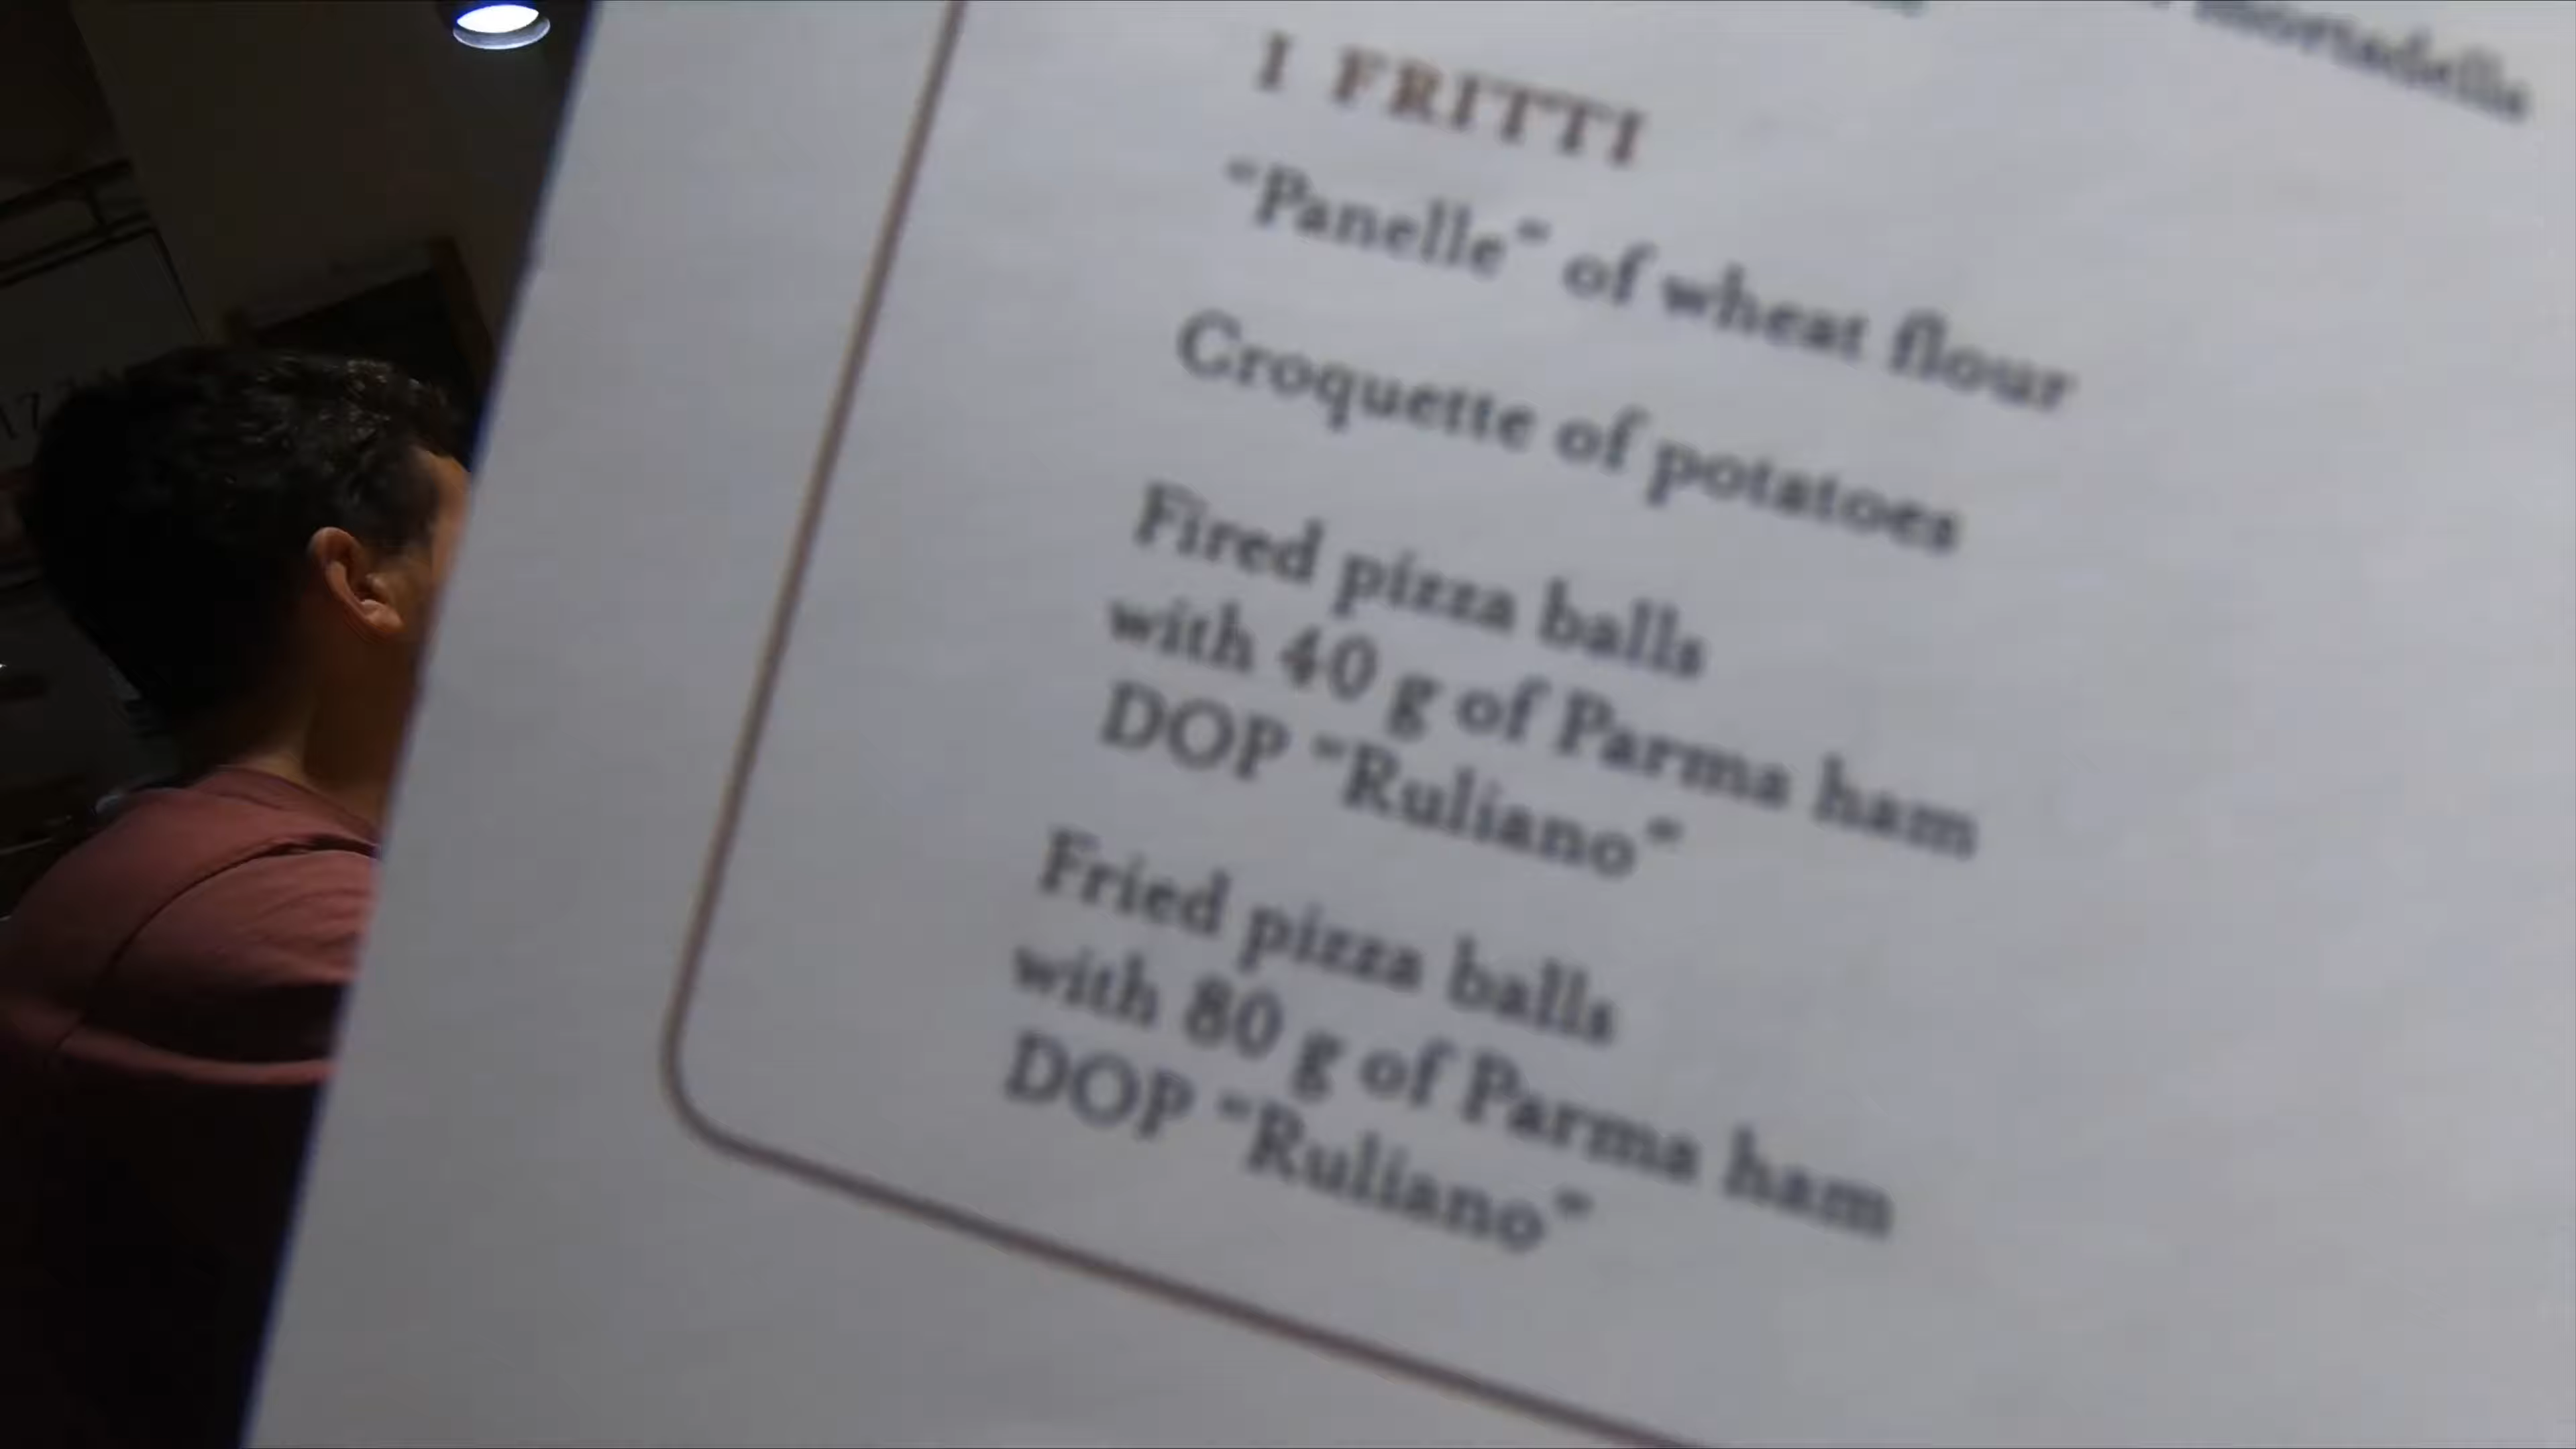 mortadella
I FRITTI
"Panelle" of wheat flour
Croquette of potatoes
Fired pizza balls
with 40 g of Parma ham
DOP "Ruliano"
Fried pizza balls
with 80 g of Parma ham
DOP "Ruliano"